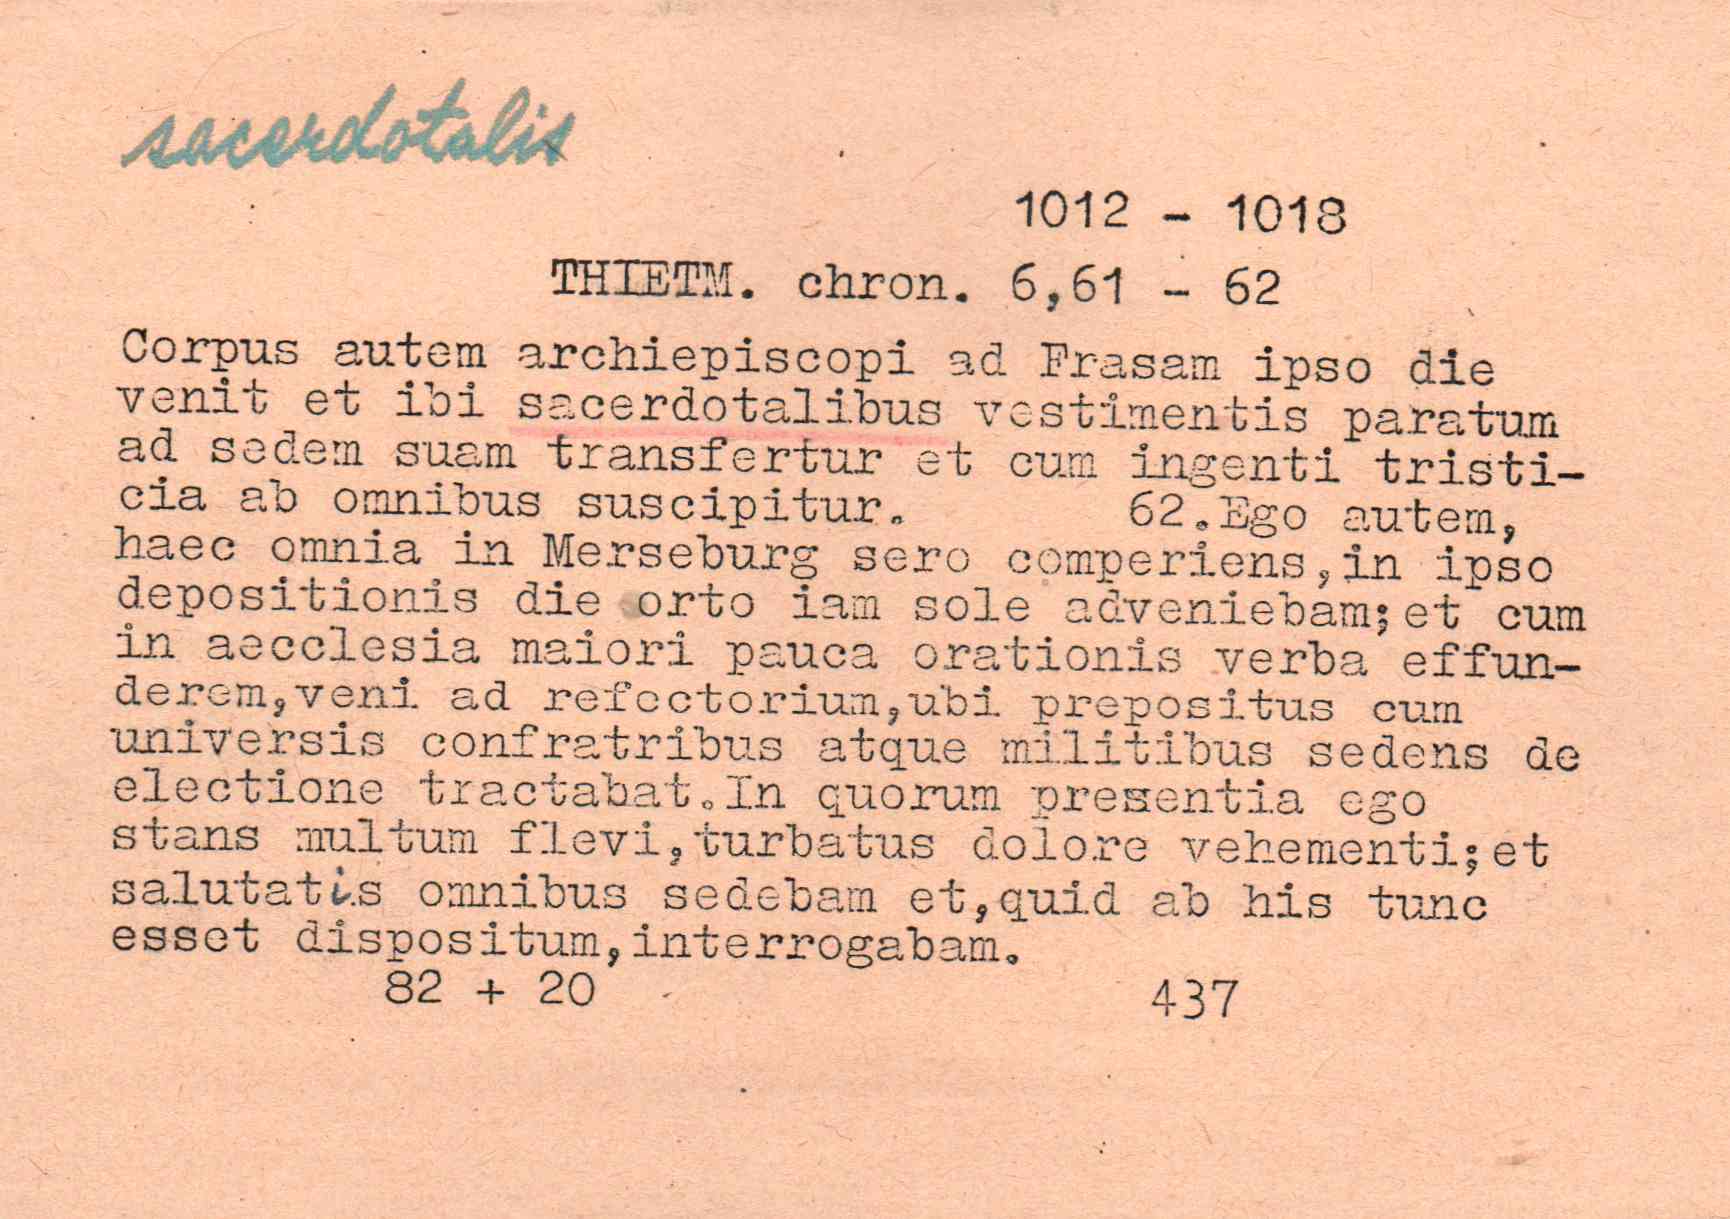 sacerdotalis
1012 - 1018
THIETM. chron. 6,61 - 62
Corpus autem archiepiscopi ad Frasam ipso die
venit et ibi sacerdotalibus vestimentis paratum
ad sedem suam transfertur et cum ingenti tristi-
cia ab omnibus suscipitur. 62.Ego autem,
haec omnia in Merseburg sero comperiens,in ipso
depositionis die orto iam sole adveniebam;et cum
in aecclesia maiori pauca orationis verba effun-
derem,veni ad refectorium,ubi prepositus cum
universis confratribus atque militibus sedens de
electione tractabat.In quorum presentia ego
stans multum flevi,turbatus dolore vehementi;et
salutatis omnibus sedebam et,quid ab his tunc
esset dispositum,interrogabam.
82 + 20 437